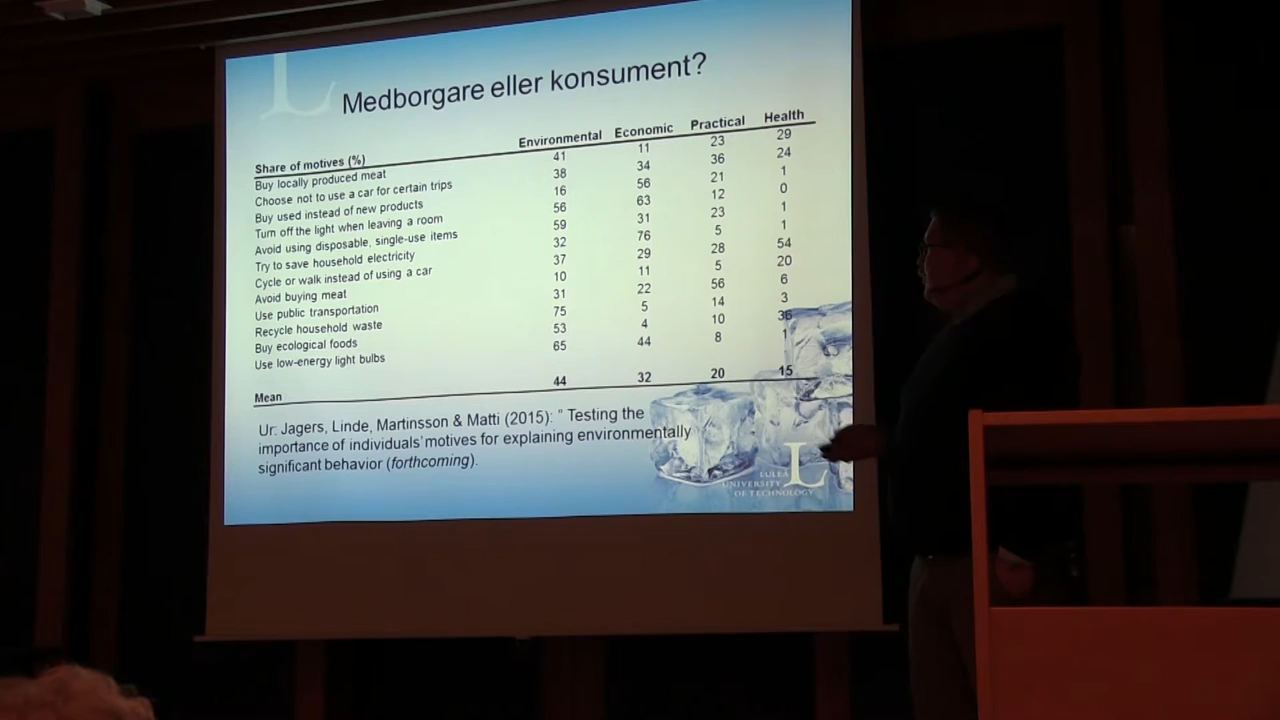 Medborgare eller konsument?
Share of motives (%) Environmental Economic Practical Health
Buy locally produced meat 41 11 23 29
Choose not to use a car for certain trips 38 34 36 24
Buy used instead of new products 16 56 21 1
Turn off the light when leaving a room 56 63 12 0
Avoid using disposable, single-use items 59 31 23 1
Try to save household electricity 32 76 5 1
Cycle or walk instead of using a car 37 29 28 54
Avoid buying meat 10 11 5 20
Use public transportation 31 22 56 6
Recycle household waste 75 5 14 3
Buy ecological foods 53 4 10 36
Use low-energy light bulbs 65 44 8 1
Mean 44 32 20 15
Ur: Jagers, Linde, Martinsson & Matti (2015): " Testing the
importance of individuals' motives for explaining environmentally
significant behavior (forthcoming).
L
LULEÅ
UNIVERSITY
OF TECHNOLOGY